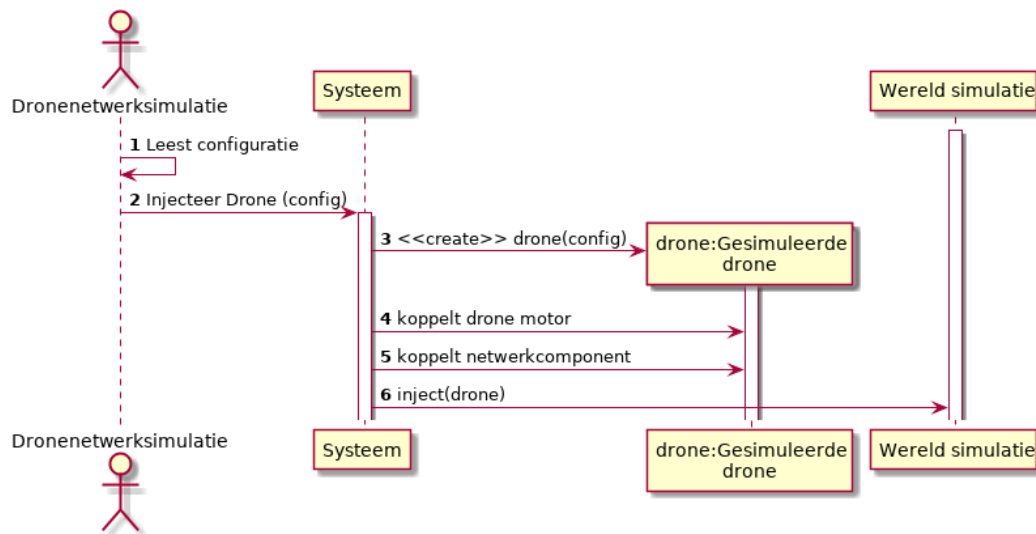 Dronenetwerksimulatie
Systeem
Wereld simulatie
1 Leest configuratie
2 Injecteer Drone (config)
3 <<create>> drone(config)
drone:Gesimuleerde
drone
4 koppelt drone motor
5 koppelt netwerkcomponent
6 inject(drone)
Dronenetwerksimulatie
Systeem
drone:Gesimuleerde
drone
Wereld simulatie